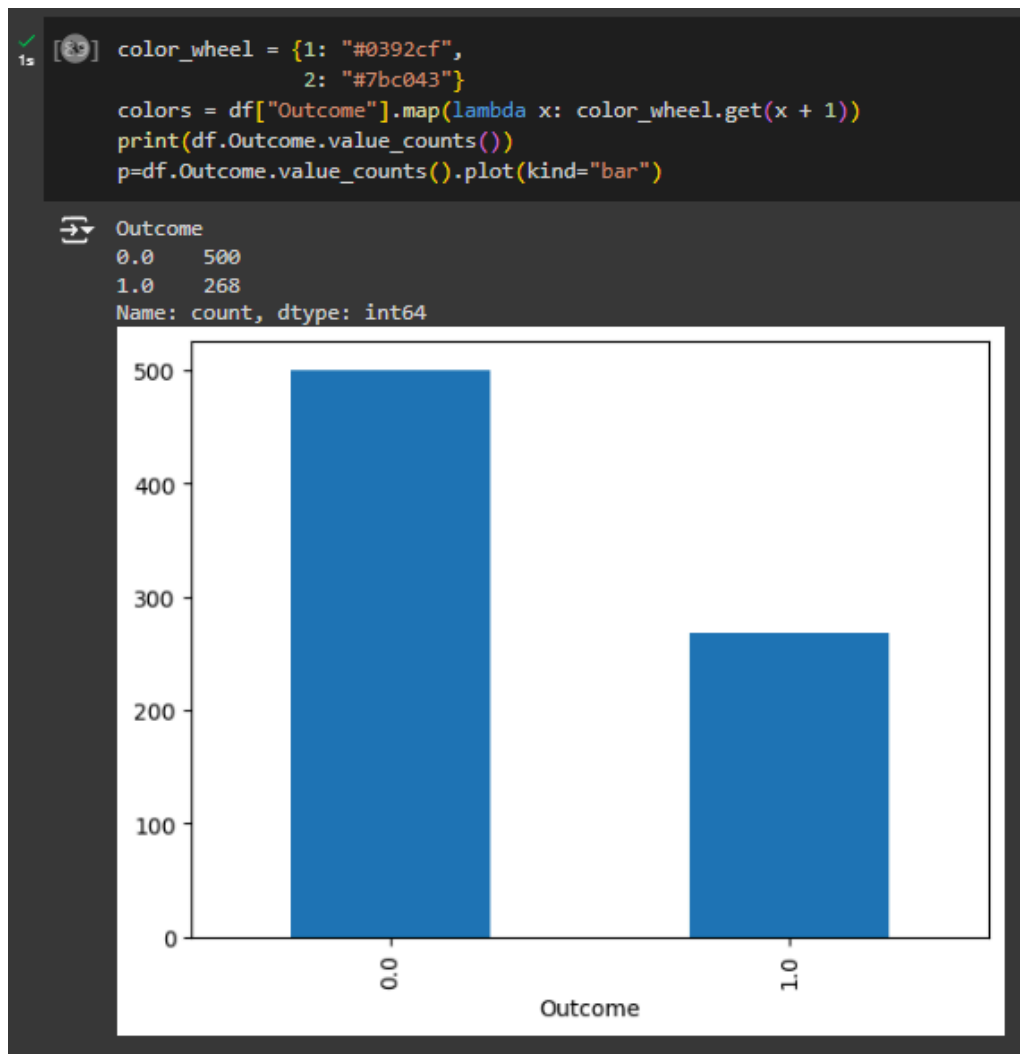 1s
color_wheel = {1: "#0392cf",
2: "#7bc043"}
colors = df["Outcome"].map(lambda x: color_wheel.get(x + 1))
print(df.Outcome.value_counts())
p=df.Outcome.value_counts().plot(kind="bar")
Outcome
0.0    500
1.0    268
Name: count, dtype: int64
500
400
300
200
100
0
0.0
1.0
Outcome